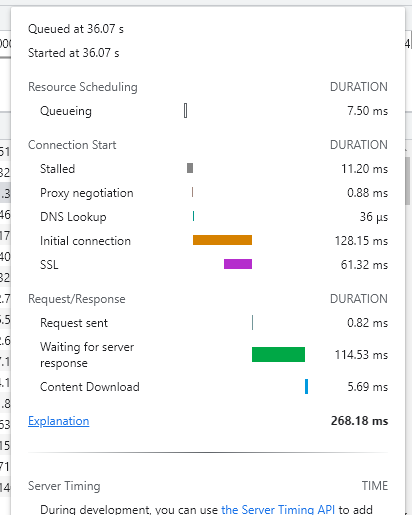 Queued at 36.07 s
Started at 36.07 s
Resource Scheduling DURATION
Queueing 7.50 ms
Connection Start DURATION
Stalled 11.20 ms
Proxy negotiation 0.88 ms
DNS Lookup 36 μs
Initial connection 128.15 ms
SSL 61.32 ms
Request/Response DURATION
Request sent 0.82 ms
Waiting for server
response 114.53 ms
Content Download 5.69 ms
Explanation 268.18 ms
Server Timing TIME
During development, you can use the Server Timing API to add